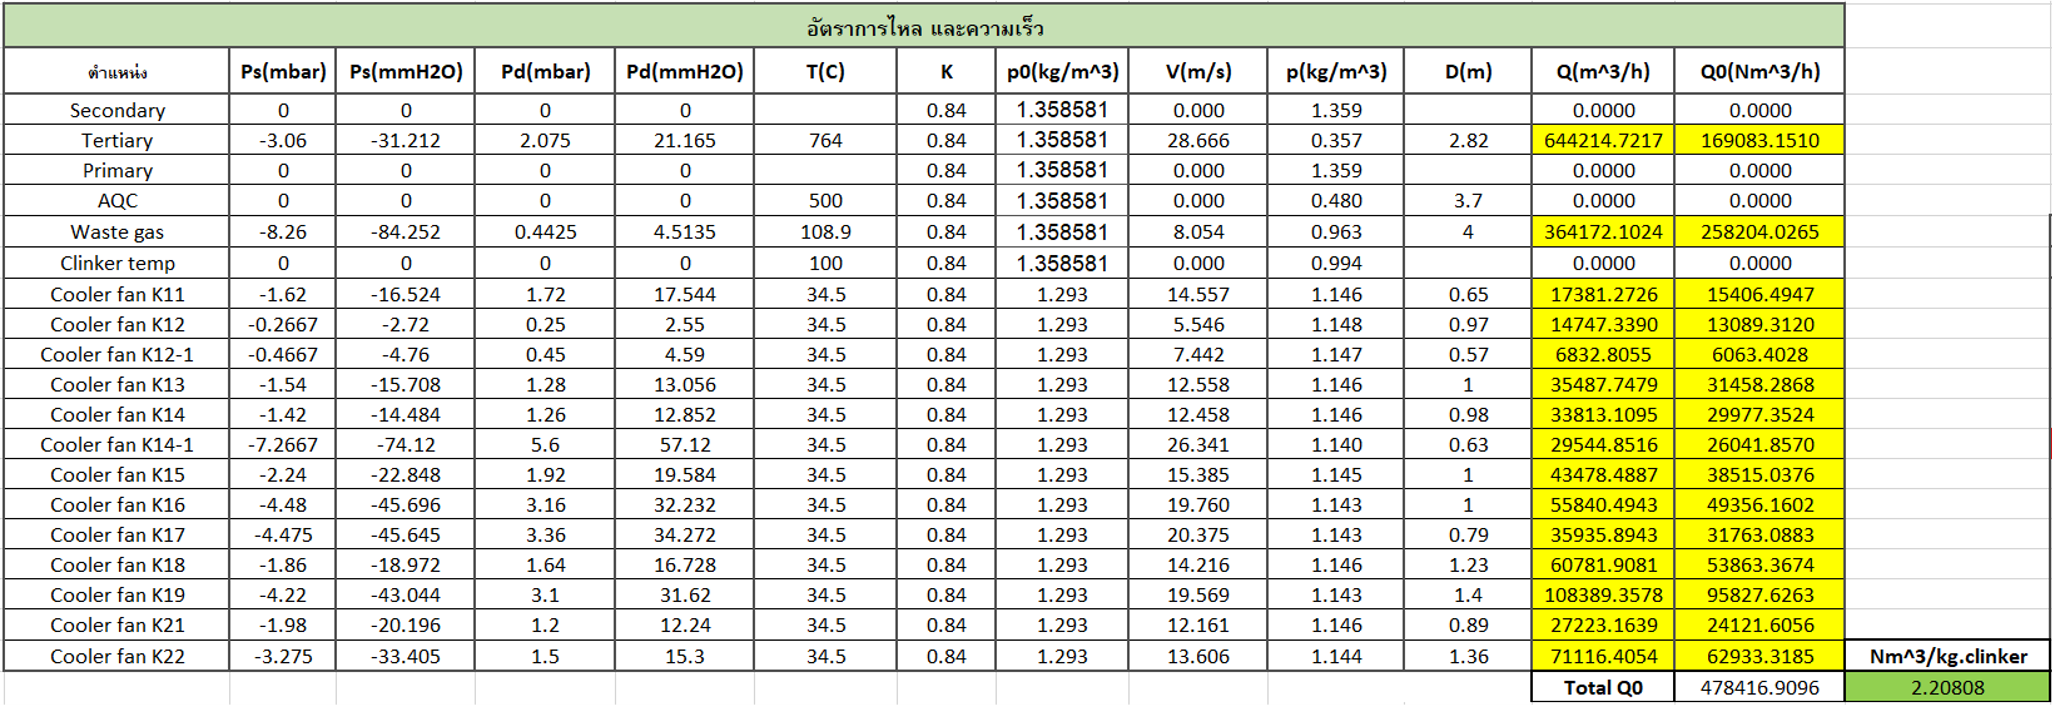 อัตราการไหล และความเร็ว
ตำแหน่ง Ps(mbar) Ps(mmH2O) Pd(mbar) Pd(mmH2O) T(C) K p0(kg/m^3) V(m/s) p(kg/m^3) D(m) Q(m^3/h) Q0(Nm^3/h)
Secondary 0 0 0 0 0.84 1.358581 0.000 1.359 0.0000 0.0000
Tertiary -3.06 -31.212 2.075 21.165 764 0.84 1.358581 28.666 0.357 2.82 644214.7217 169083.1510
Primary 0 0 0 0 0.84 1.358581 0.000 1.359 0.0000 0.0000
AQC 0 0 0 0 500 0.84 1.358581 0.000 0.480 3.7 0.0000 0.0000
Waste gas -8.26 -84.252 0.4425 4.5135 108.9 0.84 1.358581 8.054 0.963 4 364172.1024 258204.0265
Clinker temp 0 0 0 0 100 0.84 1.358581 0.000 0.994 0.0000 0.0000
Cooler fan K11 -1.62 -16.524 1.72 17.544 34.5 0.84 1.293 14.557 1.146 0.65 17381.2726 15406.4947
Cooler fan K12 -0.2667 -2.72 0.25 2.55 34.5 0.84 1.293 5.546 1.148 0.97 14747.3390 13089.3120
Cooler fan K12-1 -0.4667 -4.76 0.45 4.59 34.5 0.84 1.293 7.442 1.147 0.57 6832.8055 6063.4028
Cooler fan K13 -1.54 -15.708 1.28 13.056 34.5 0.84 1.293 12.558 1.146 1 35487.7479 31458.2868
Cooler fan K14 -1.42 -14.484 1.26 12.852 34.5 0.84 1.293 12.458 1.146 0.98 33813.1095 29977.3524
Cooler fan K14-1 -7.2667 -74.12 5.6 57.12 34.5 0.84 1.293 26.341 1.140 0.63 29544.8516 26041.8570
Cooler fan K15 -2.24 -22.848 1.92 19.584 34.5 0.84 1.293 15.385 1.145 1 43478.4887 38515.0376
Cooler fan K16 -4.48 -45.696 3.16 32.232 34.5 0.84 1.293 19.760 1.143 1 55840.4943 49356.1602
Cooler fan K17 -4.475 -45.645 3.36 34.272 34.5 0.84 1.293 20.375 1.143 0.79 35935.8943 31763.0883
Cooler fan K18 -1.86 -18.972 1.64 16.728 34.5 0.84 1.293 14.216 1.146 1.23 60781.9081 53863.3674
Cooler fan K19 -4.22 -43.044 3.1 31.62 34.5 0.84 1.293 19.569 1.143 1.4 108389.3578 95827.6263
Cooler fan K21 -1.98 -20.196 1.2 12.24 34.5 0.84 1.293 12.161 1.146 0.89 27223.1639 24121.6056
Cooler fan K22 -3.275 -33.405 1.5 15.3 34.5 0.84 1.293 13.606 1.144 1.36 71116.4054 62933.3185 Nm^3/kg.clinker
Total Q0 478416.9096 2.20808